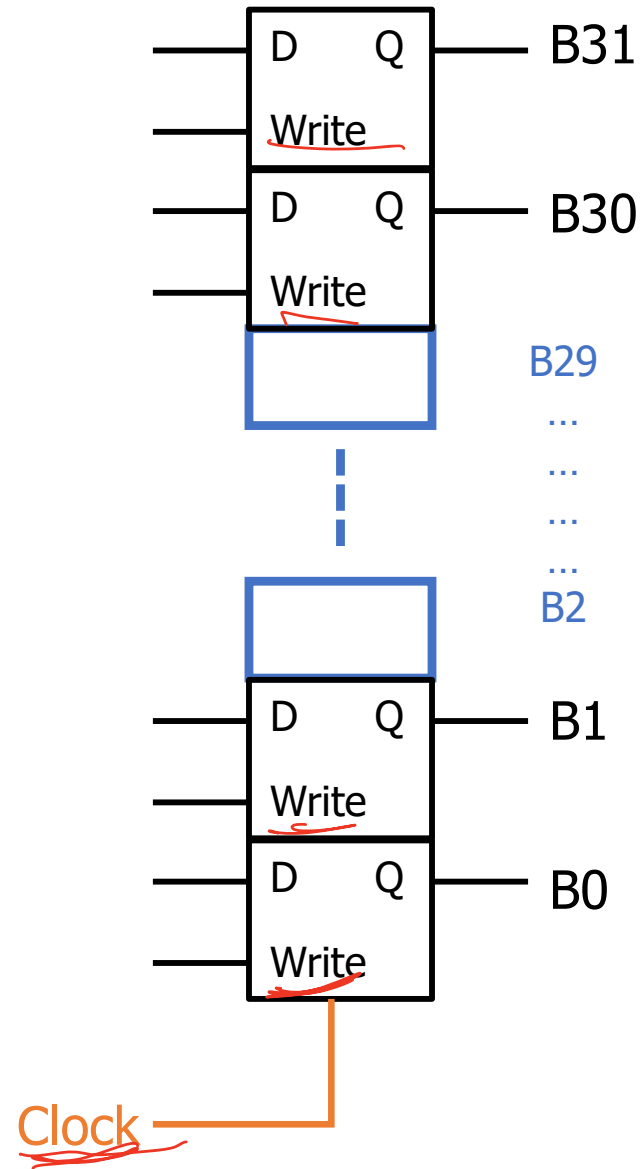 D Q B31
Write
D Q B30
Write
B29
...
...
...
...
B2
D Q B1
Write
D Q B0
Write
Clock